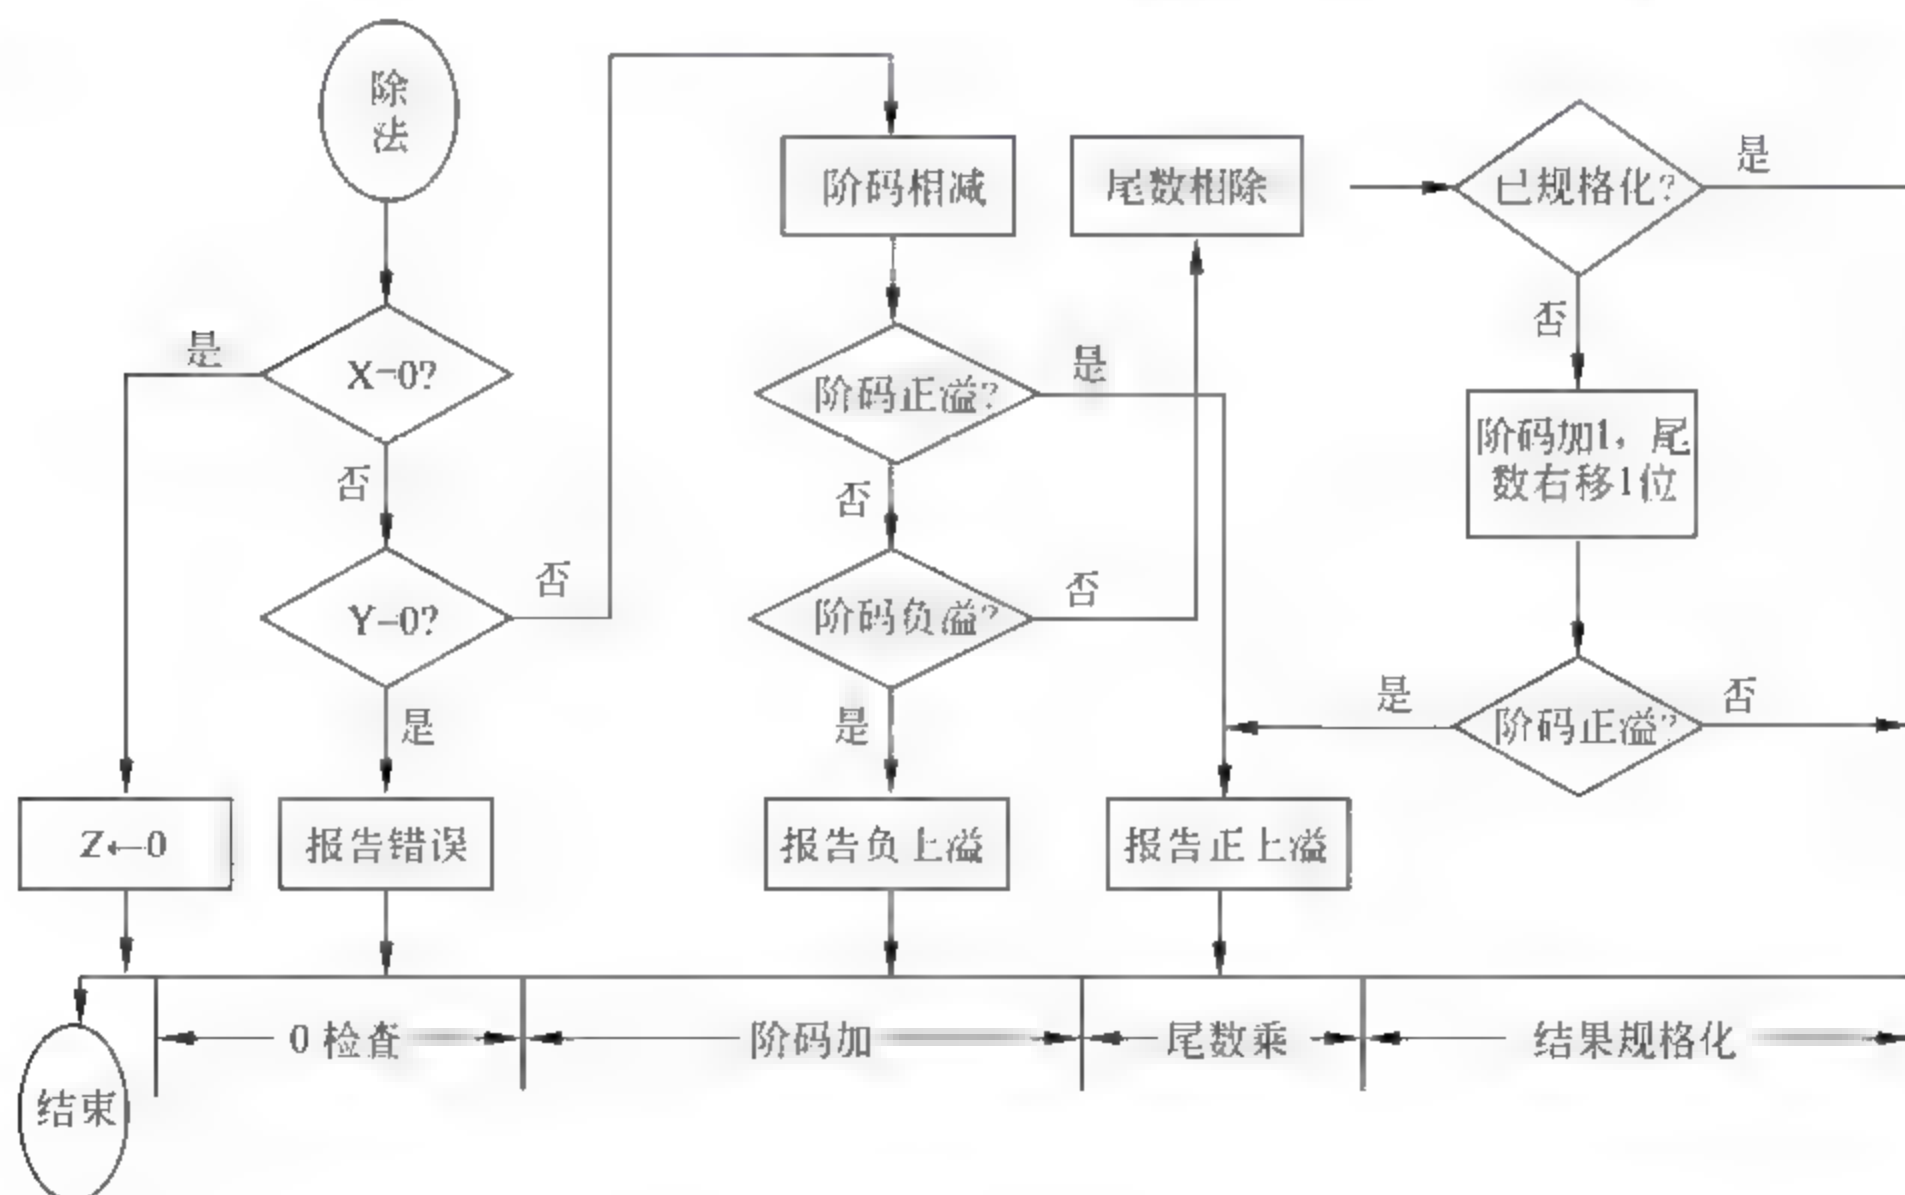 除
法
X=0?
是
否
Y=0?
否
是
Z←0
报告错误
阶码相减
阶码正溢?
是
否
阶码负溢?
否
是
报告负上溢
尾数相除
报告正上溢
已规格化?
是
否
阶码加1，尾
数右移1位
阶码正溢?
是
否
0 检查
阶码加
尾数乘
结果规格化
结束